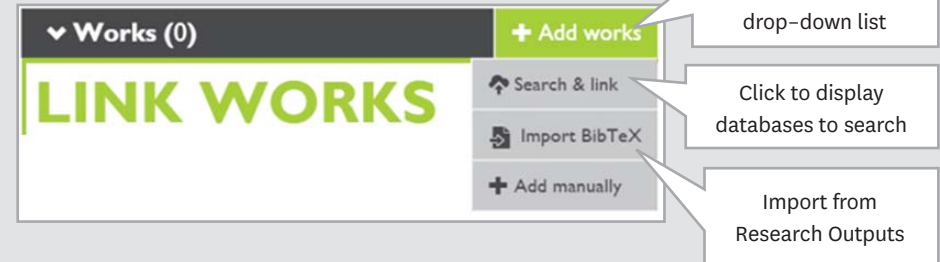 Works (0)
+ Add works
drop-down list
LINK WORKS
Search & link
Click to display
databases to search
Import BibTeX
+ Add manually
Import from
Research Outputs